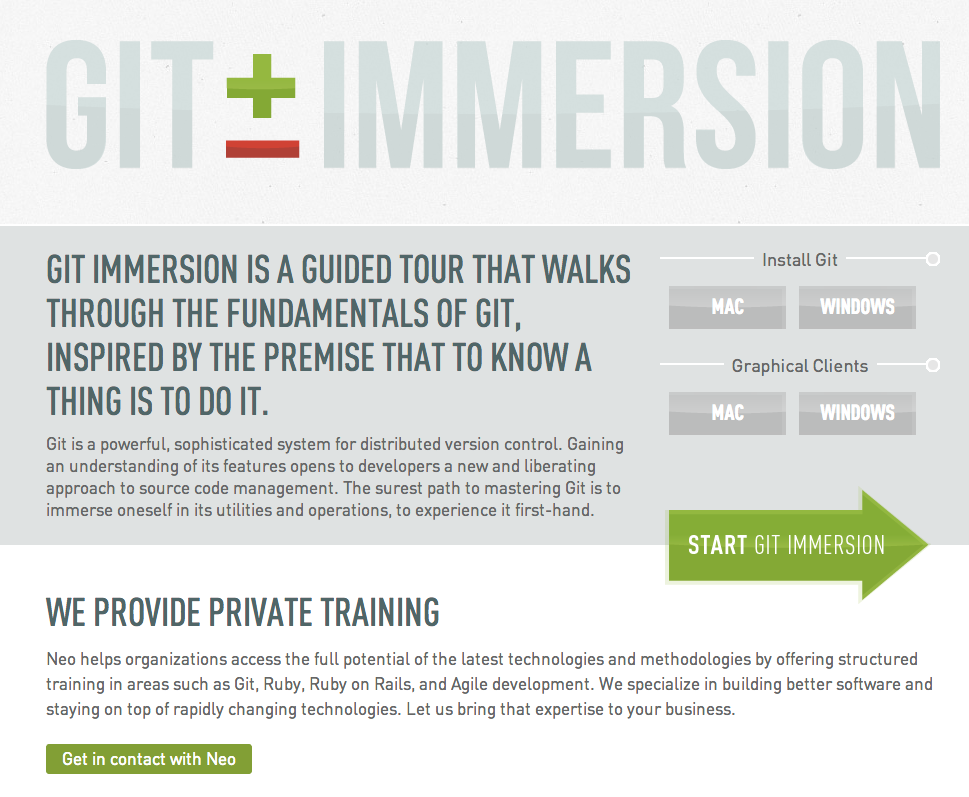 GIT ± IMMERSION
GIT IMMERSION IS A GUIDED TOUR THAT WALKS
THROUGH THE FUNDAMENTALS OF GIT,
INSPIRED BY THE PREMISE THAT TO KNOW A
THING IS TO DO IT.
Git is a powerful, sophisticated system for distributed version control. Gaining
an understanding of its features opens to developers a new and liberating
approach to source code management. The surest path to mastering Git is to
immerse oneself in its utilities and operations, to experience it first-hand.
Install Git
MAC WINDOWS
Graphical Clients
MAC WINDOWS
START GIT IMMERSION
WE PROVIDE PRIVATE TRAINING
Neo helps organizations access the full potential of the latest technologies and methodologies by offering structured
training in areas such as Git, Ruby, Ruby on Rails, and Agile development. We specialize in building better software and
staying on top of rapidly changing technologies. Let us bring that expertise to your business.
Get in contact with Neo